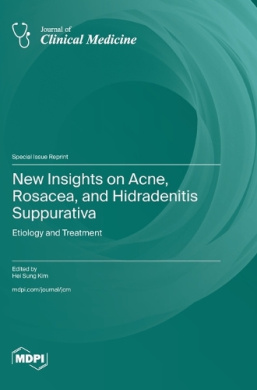 Journal of
Clinical Medicine
Special Issue Reprint
New Insights on Acne,
Rosacea, and Hidradenitis
Suppurativa
Etiology and Treatment
Edited by
Hei Sung Kim
mdpi.com/journal/jcm
MDPI